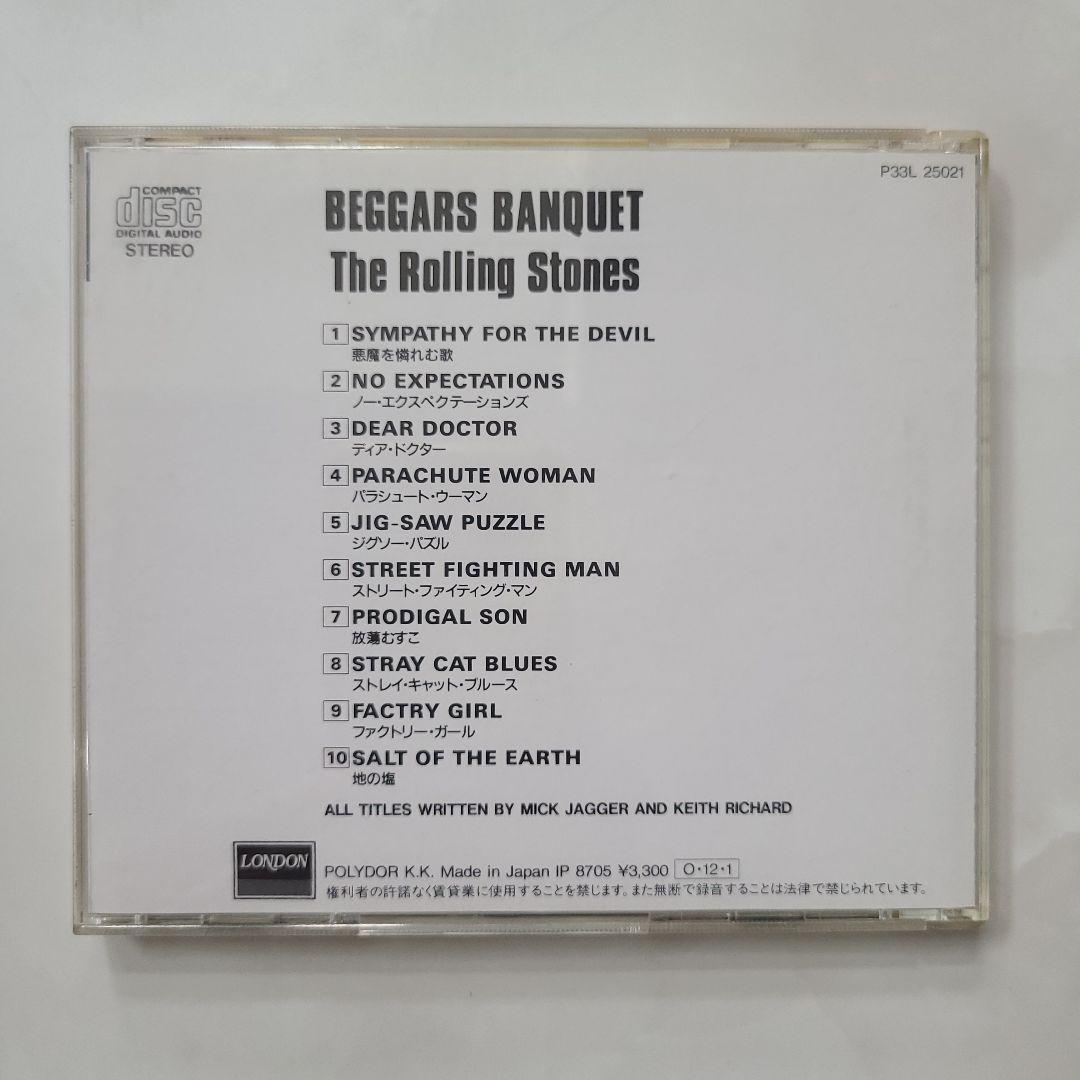 P33L 25021
COMPACT
disc
DIGITAL AUDIO
STEREO
BEGGARS BANQUET
The Rolling Stones
1 SYMPATHY FOR THE DEVIL
悪魔を憐れむ歌
2 NO EXPECTATIONS
ノー・エクスペクテーションズ
3 DEAR DOCTOR
ディア・ドクター
4 PARACHUTE WOMAN
パラシュート・ウーマン
5 JIG-SAW PUZZLE
ジグソー・パズル
6 STREET FIGHTING MAN
ストリート・ファイティング・マン
7 PRODIGAL SON
放蕩むすこ
8 STRAY CAT BLUES
ストレイ・キャット・ブルース
9 FACTRY GIRL
ファクトリー・ガール
10 SALT OF THE EARTH
地の塩
ALL TITLES WRITTEN BY MICK JAGGER AND KEITH RICHARD
LONDON
POLYDOR K.K. Made in Japan IP 8705 ¥3,300 O・12・1
権利者の許諾なく賃貸業に使用することを禁じます。また無断で録音することは法律で禁じられています。